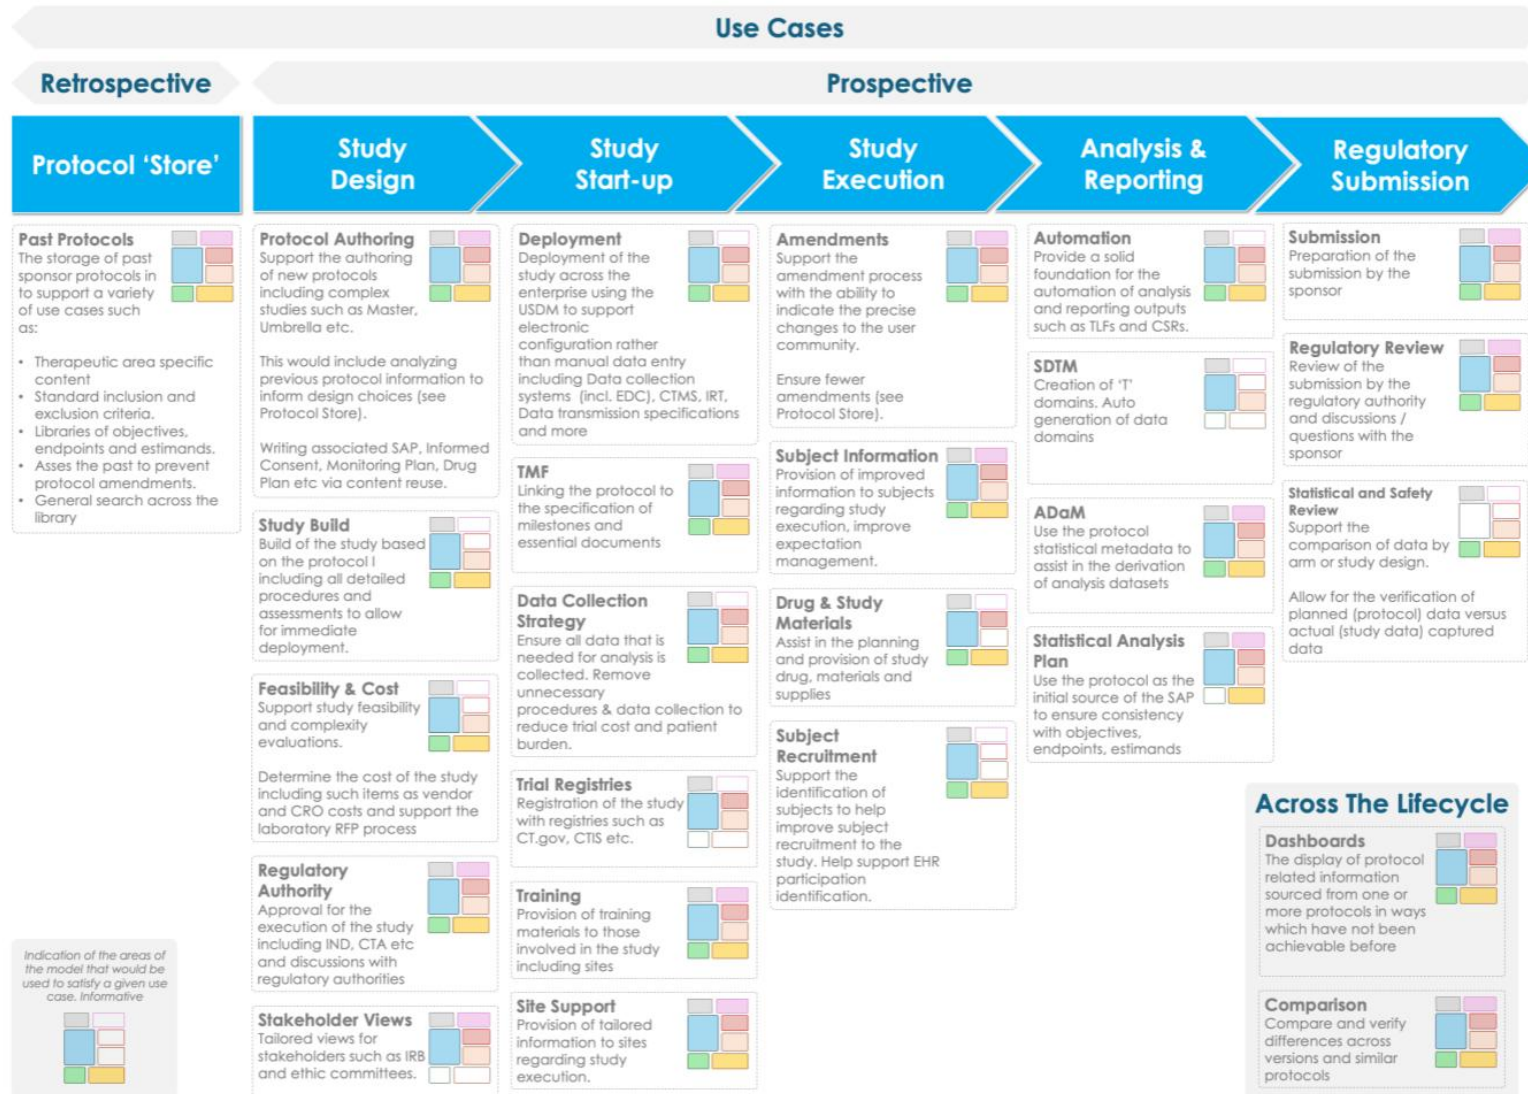 Use Cases
Retrospective
Prospective
Protocol ‘Store’
Study
Design
Study
Start-up
Study
Execution
Analysis &
Reporting
Regulatory
Submission
Past Protocols
The storage of past
sponsor protocols in
to support a variety
of use cases such
as:
• Therapeutic area specific
content
• Standard inclusion and
exclusion criteria.
• Libraries of objectives,
endpoints and estimands.
• Asses the past to prevent
protocol amendments.
• General search across the
library
Indication of the areas of
the model that would be
used to satisfy a given use
case. Informative
Protocol Authoring
Support the authoring
of new protocols
including complex
studies such as Master,
Umbrella etc.
This would include analyzing
previous protocol information to
inform design choices (see
Protocol Store).
Writing associated SAP, Informed
Consent, Monitoring Plan, Drug
Plan etc via content reuse.
Study Build
Build of the study based
on the protocol I
including all detailed
procedures and
assessments to allow
for immediate
deployment.
Feasibility & Cost
Support study feasibility
and complexity
evaluations.
Determine the cost of the study
including such items as vendor
and CRO costs and support the
laboratory RFP process
Regulatory
Authority
Approval for the
execution of the study
including IND, CTA etc
and discussions with
regulatory authorities
Stakeholder Views
Tailored views for
stakeholders such as IRB
and ethic committees.
Deployment
Deployment of the
study across the
enterprise using the
USDM to support
electronic
configuration rather
than manual data entry
including Data collection
systems (incl. EDC), CTMS, IRT,
Data transmission specifications
and more
TMF
Linking the protocol to
the specification of
milestones and
essential documents
Data Collection
Strategy
Ensure all data that is
needed for analysis is
collected. Remove
unnecessary
procedures & data collection to
reduce trial cost and patient
burden.
Trial Registries
Registration of the study
with registries such as
CT.gov, CTIS etc.
Training
Provision of training
materials to those
involved in the study
including sites
Site Support
Provision of tailored
information to sites
regarding study
execution.
Amendments
Support the
amendment process
with the ability to
indicate the precise
changes to the user
community.
Ensure fewer
amendments (see
Protocol Store).
Subject Information
Provision of improved
information to subjects
regarding study
execution, improve
expectation
management.
Drug & Study
Materials
Assist in the planning
and provision of study
drug, materials and
supplies
Subject
Recruitment
Support the
identification of
subjects to help
improve subject
recruitment to the
study. Help support EHR
participation
identification.
Automation
Provide a solid
foundation for the
automation of analysis
and reporting outputs
such as TLFs and CSRs.
SDTM
Creation of ‘T’
domains. Auto
generation of data
domains
ADaM
Use the protocol
statistical metadata to
assist in the derivation
of analysis datasets
Statistical Analysis
Plan
Use the protocol as the
initial source of the SAP
to ensure consistency
with objectives,
endpoints, estimands
Submission
Preparation of the
submission by the
sponsor
Regulatory Review
Review of the
submission by the
regulatory authority
and discussions /
questions with the
sponsor
Statistical and Safety
Review
Support the
comparison of data by
arm or study design.
Allow for the verification of
planned (protocol) data versus
actual (study data) captured
data
Across The Lifecycle
Dashboards
The display of protocol
related information
sourced from one or
more protocols in ways
which have not been
achievable before
Comparison
Compare and verify
differences across
versions and similar
protocols